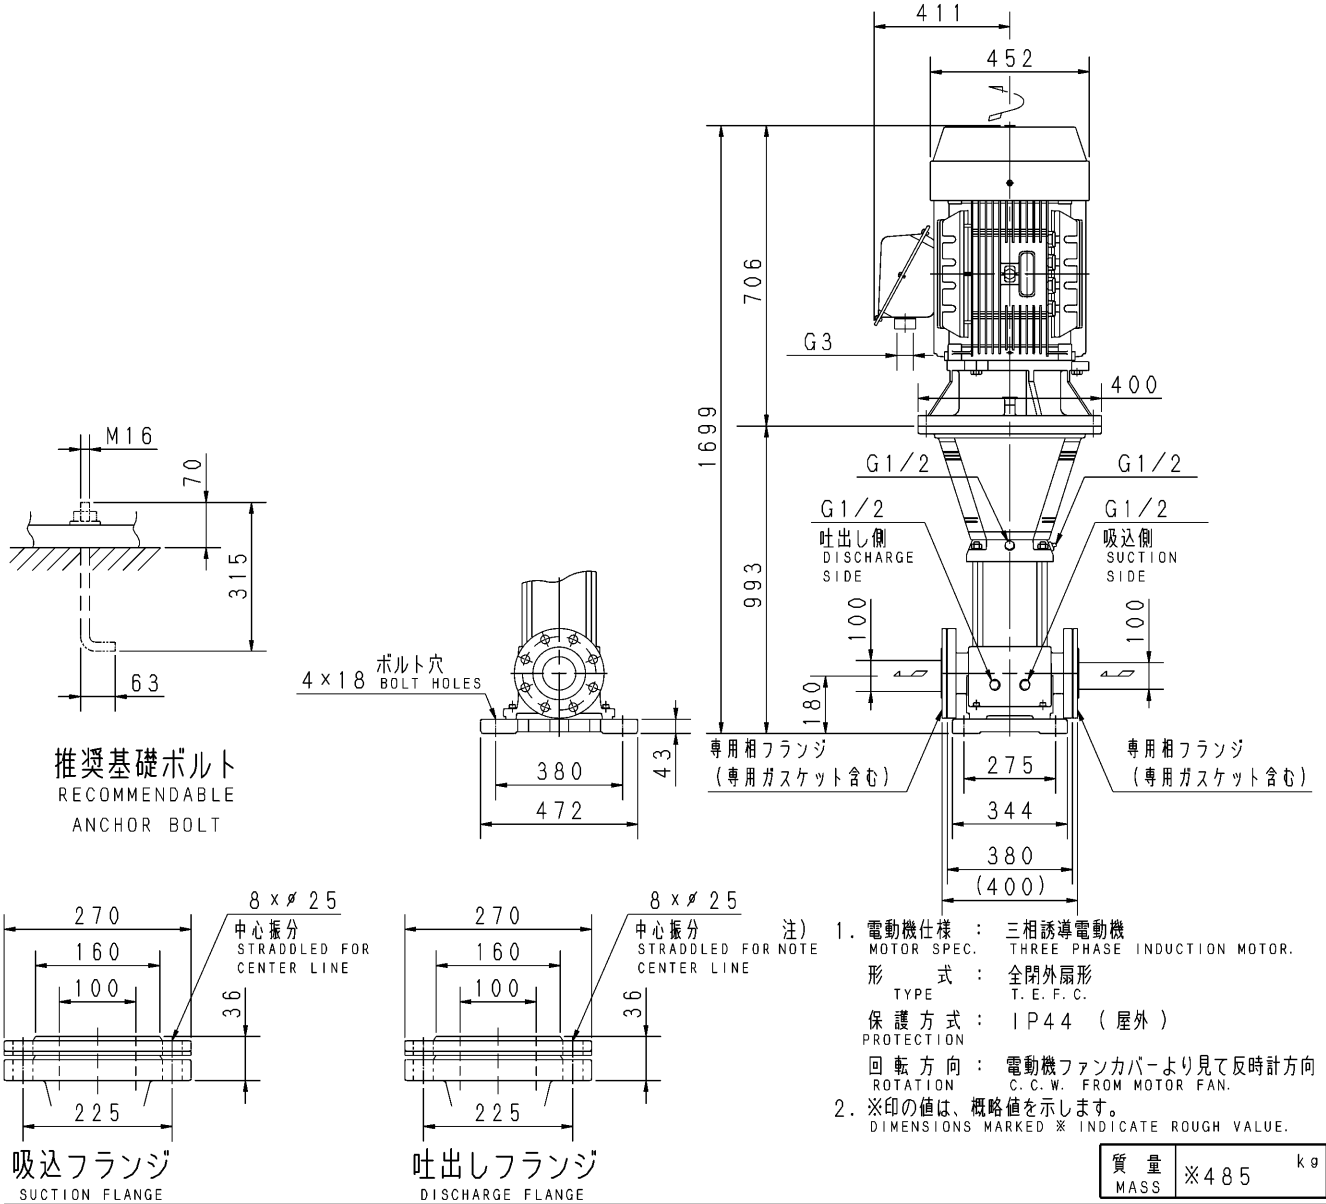 411
452
706
G3
400
1699
M16
70
315
63
推奨基礎ボルト
RECOMMENDABLE
ANCHOR BOLT
G1/2
G1/2
G1/2
吐出し側
DISCHARGE
SIDE
G1/2
吸込側
SUCTION
SIDE
993
100
100
180
ボルト穴
4×18 BOLT HOLES
43
380
472
専用相フランジ
(専用ガスケット含む)
専用相フランジ
(専用ガスケット含む)
275
344
380
(400)
8×ø25
中心振分
STRADDLED FOR
CENTER LINE
270
160
100
36
225
吸込フランジ
SUCTION FLANGE
8×ø25
中心振分
STRADDLED FOR
CENTER LINE
270
160
100
36
225
吐出しフランジ
DISCHARGE FLANGE
注) 1. 電動機仕様 : 三相誘導電動機
NOTE MOTOR SPEC. THREE PHASE INDUCTION MOTOR.
形 式 : 全閉外扇形
TYPE T.E.F.C.
保護方式 : IP44 (屋外)
PROTECTION
回転方向 : 電動機ファンカバーより見て反時計方向
ROTATION C.C.W. FROM MOTOR FAN.
2. ※印の値は、概略値を示します。
DIMENSIONS MARKED ※ INDICATE ROUGH VALUE.
質量 ※485 kg
MASS